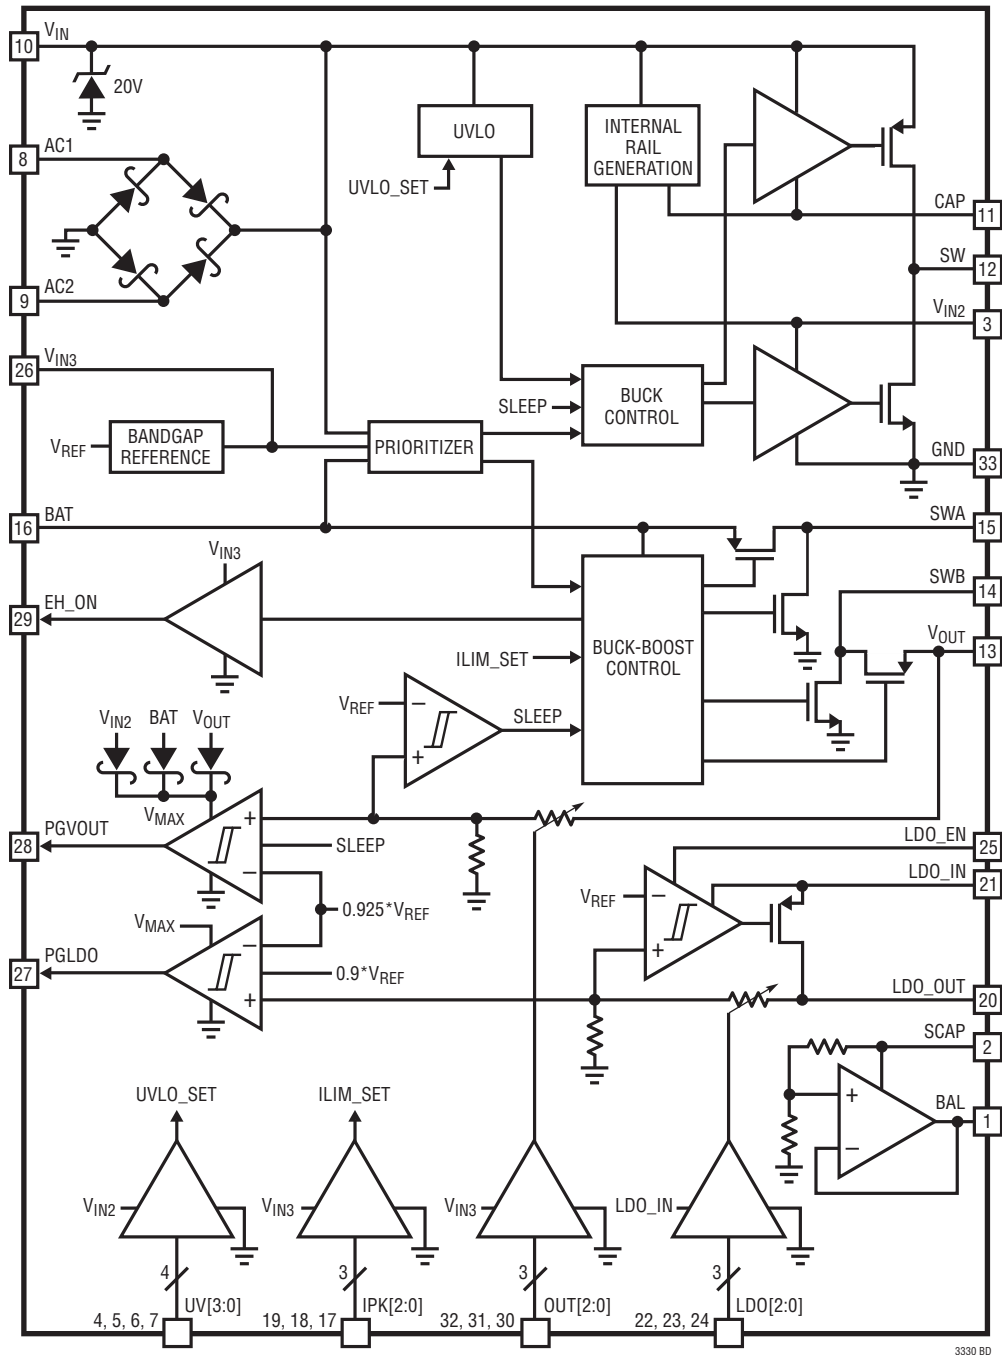 10
VIN
20V
8
AC1
UVLO
INTERNAL
RAIL
GENERATION
UVLO_SET
CAP
11
SW
12
9
AC2
VIN2
3
26
VIN3
SLEEP
BUCK
CONTROL
VREF
BANDGAP
REFERENCE
PRIORITIZER
GND
33
16
BAT
SWA
15
VIN3
SWB
14
29
EH_ON
BUCK-BOOST
CONTROL
VOUT
13
ILIM_SET
VREF
–
+
SLEEP
VIN2
BAT
VOUT
VMAX
PGVOUT
28
+
SLEEP
–
LDO_EN
25
LDO_IN
21
VREF
–
+
0.925*VREF
VMAX
PGLDO
27
–
0.9*VREF
+
LDO_OUT
20
SCAP
2
UVLO_SET
ILIM_SET
+
BAL
1
–
VIN2
VIN3
VIN3
LDO_IN
4
3
3
3
4, 5, 6, 7
UV[3:0]
19, 18, 17
IPK[2:0]
32, 31, 30
OUT[2:0]
22, 23, 24
LDO[2:0]
3330 BD